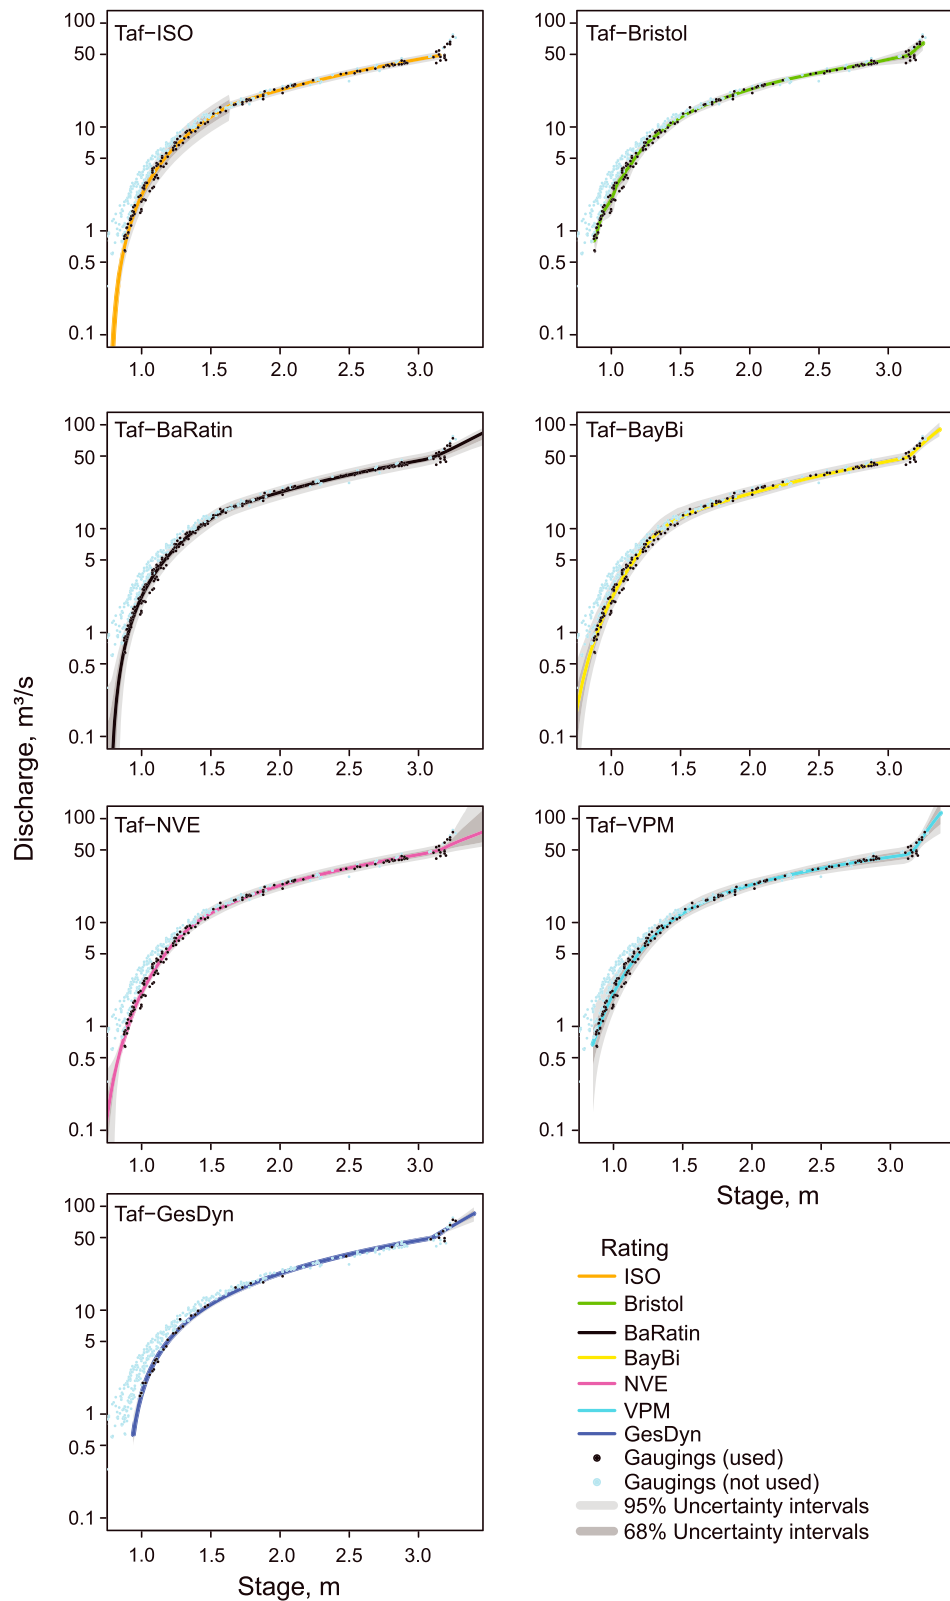 Taf−ISO
100
50
10
5
1
0.5
0.1
1.0 1.5 2.0 2.5 3.0
Taf−Bristol
100
50
10
5
1
0.5
0.1
1.0 1.5 2.0 2.5 3.0
Taf−BaRatin
100
50
10
5
1
0.5
0.1
1.0 1.5 2.0 2.5 3.0
Taf−BayBi
100
50
10
5
1
0.5
0.1
1.0 1.5 2.0 2.5 3.0
Discharge, m³/s
Taf−NVE
100
50
10
5
1
0.5
0.1
1.0 1.5 2.0 2.5 3.0
Taf−VPM
100
50
10
5
1
0.5
0.1
1.0 1.5 2.0 2.5 3.0
Stage, m
Taf−GesDyn
100
50
10
5
1
0.5
0.1
1.0 1.5 2.0 2.5 3.0
Stage, m
Rating
ISO
Bristol
BaRatin
BayBi
NVE
VPM
GesDyn
Gaugings (used)
Gaugings (not used)
95% Uncertainty intervals
68% Uncertainty intervals